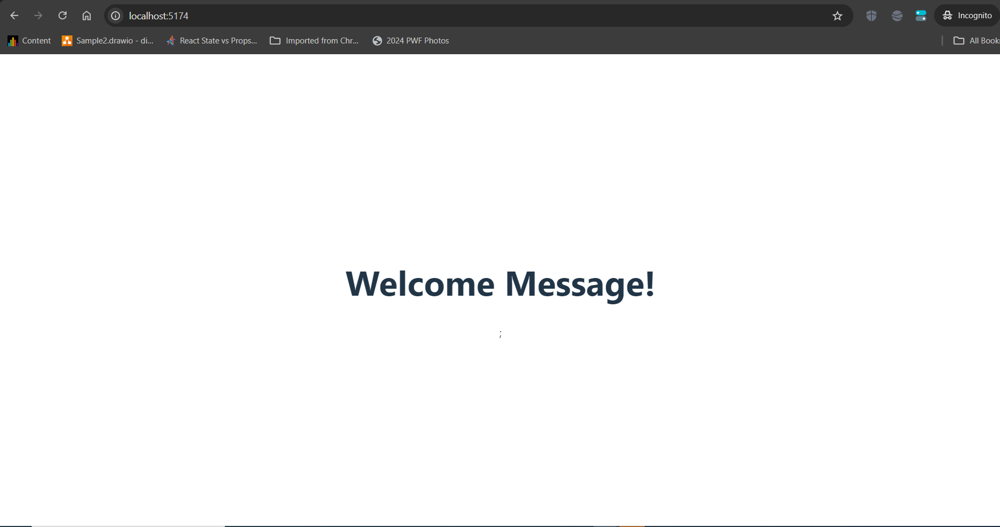 localhost:5174
Incognito
Content
Sample2.drawio - di...
React State vs Props...
Imported from Chr...
2024 PWF Photos
All Book
Welcome Message!
;